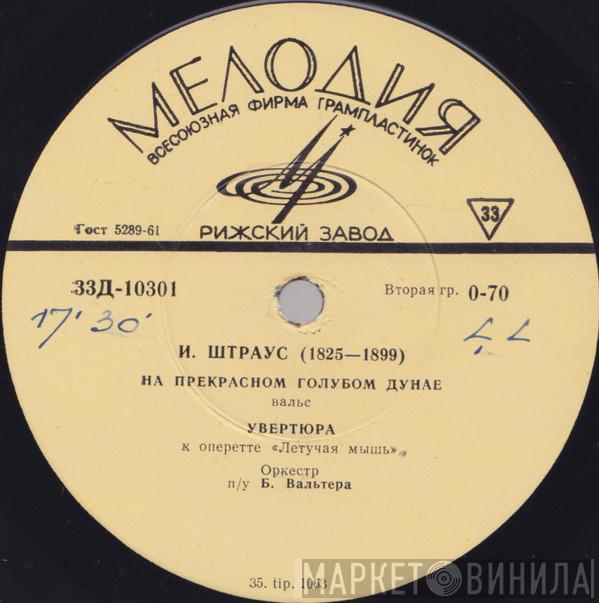 МЕЛОДИЯ
ВСЕСОЮЗНАЯ ФИРМА ГРАМПЛАСТИНОК
33
Гост 5289-61
РИЖСКИЙ ЗАВОД
33Д-10301
Вторая гр. 0-70
17' 30'
И. ШТРАУС (1825—1899)
НА ПРЕКРАСНОМ ГОЛУБОМ ДУНАЕ
вальс
УВЕРТЮРА
к оперетте «Летучая мышь»
Оркестр
п/у Б. Вальтера
35. tip. 1063
МАРКЕТ ВИНИЛА